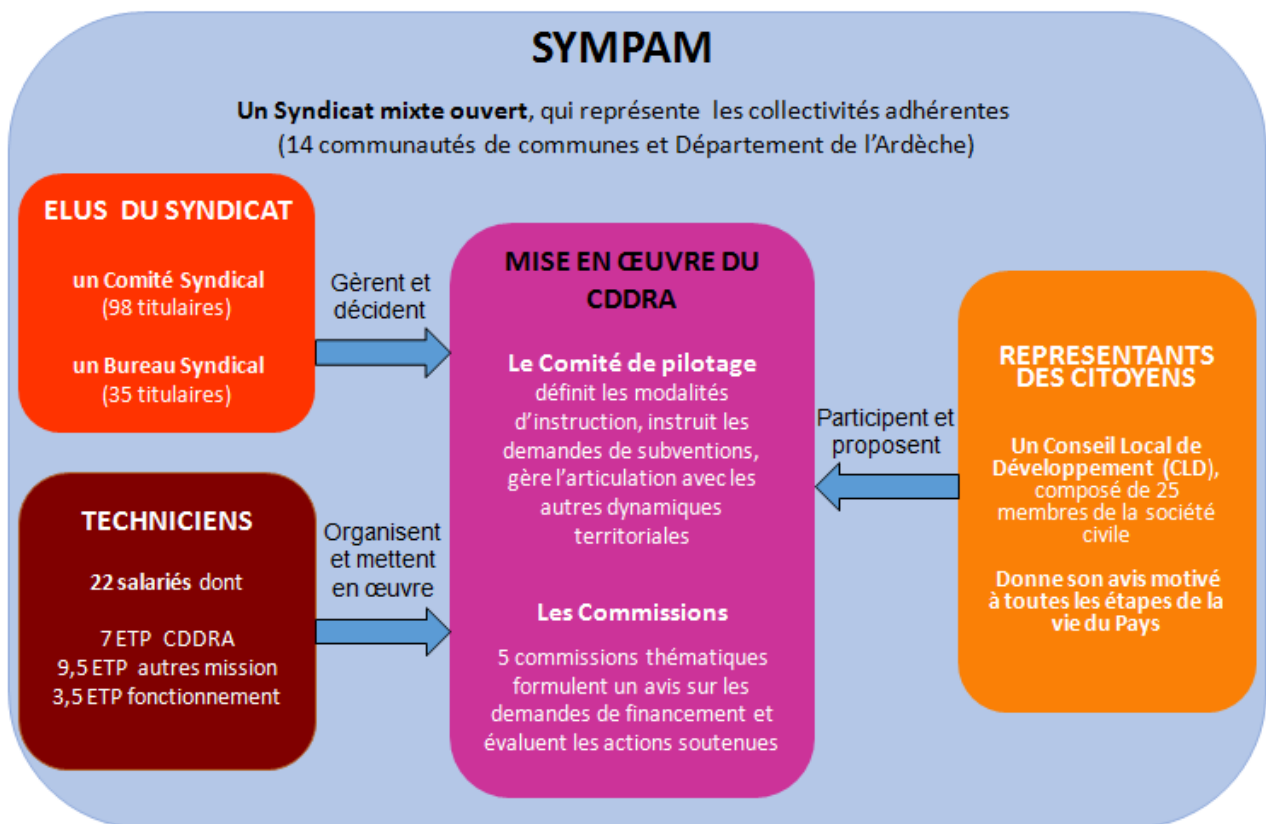 SYMPAM
Un Syndicat mixte ouvert, qui représente les collectivités adhérentes
(14 communautés de communes et Département de l'Ardèche)
ELUS DU SYNDICAT
un Comité Syndical
(98 titulaires)
un Bureau Syndical
(35 titulaires)
Gèrent et
décident
TECHNICIENS
22 salariés dont
7 ETP CDDRA
9,5 ETP autres mission
3,5 ETP fonctionnement
Organisent
et mettent
en œuvre
MISE EN ŒUVRE DU
CDDRA
Le Comité de pilotage
définit les modalités
d'instruction, instruit les
demandes de subventions,
gère l'articulation avec les
autres dynamiques
territoriales
Les Commissions
5 commissions thématiques
formulent un avis sur les
demandes de financement et
évaluent les actions soutenues
Participent et
proposent
REPRESENTANTS
DES CITOYENS
Un Conseil Local de
Développement (CLD),
composé de 25
membres de la société
civile
Donne son avis motivé
à toutes les étapes de la
vie du Pays